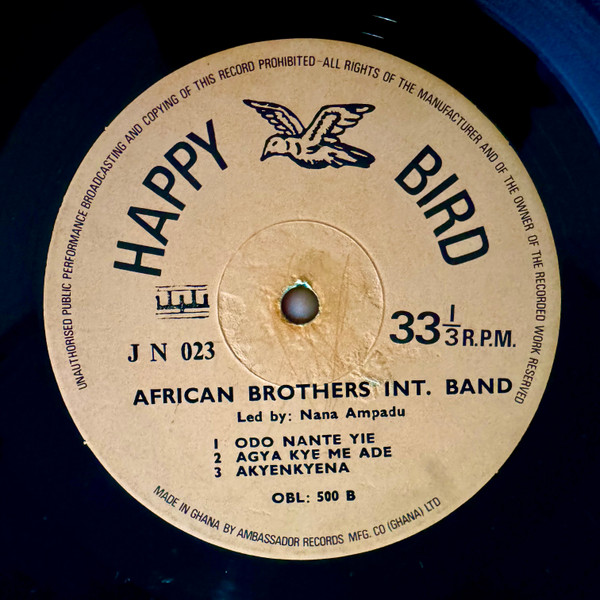 UNAUTHORISED PUBLIC PERFORMANCE BROADCASTING AND COPYING OF THIS RECORD PROHIBITED-ALL RIGHTS OF THE MANUFACTURER AND OF THE OWNER OF THE RECORDED WORK RESERVED
HAPPY BIRD
J N 023
33 1/3 R.P.M.
AFRICAN BROTHERS INT. BAND
Led by: Nana Ampadu
1 ODO NANTE YIE
2 AGYA KYE ME ADE
3 AKYENKYENA
OBL: 500 B
MADE IN GHANA BY AMBASSADOR RECORDS MFG. CO (GHANA) LTD